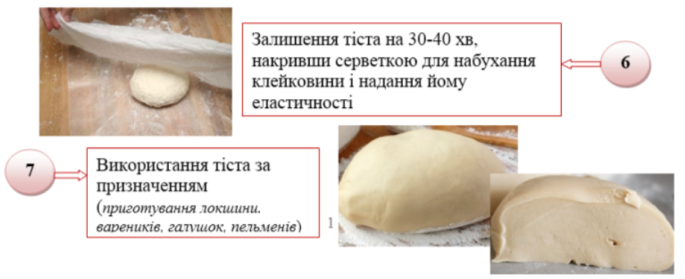 Залишення тіста на 30-40 хв,
накривши серветкою для набухання
клейковини і надання йому
еластичності
6
7
Використання тіста за
призначенням
(приготування локшини.
вареників, галушок, пельменів)
1